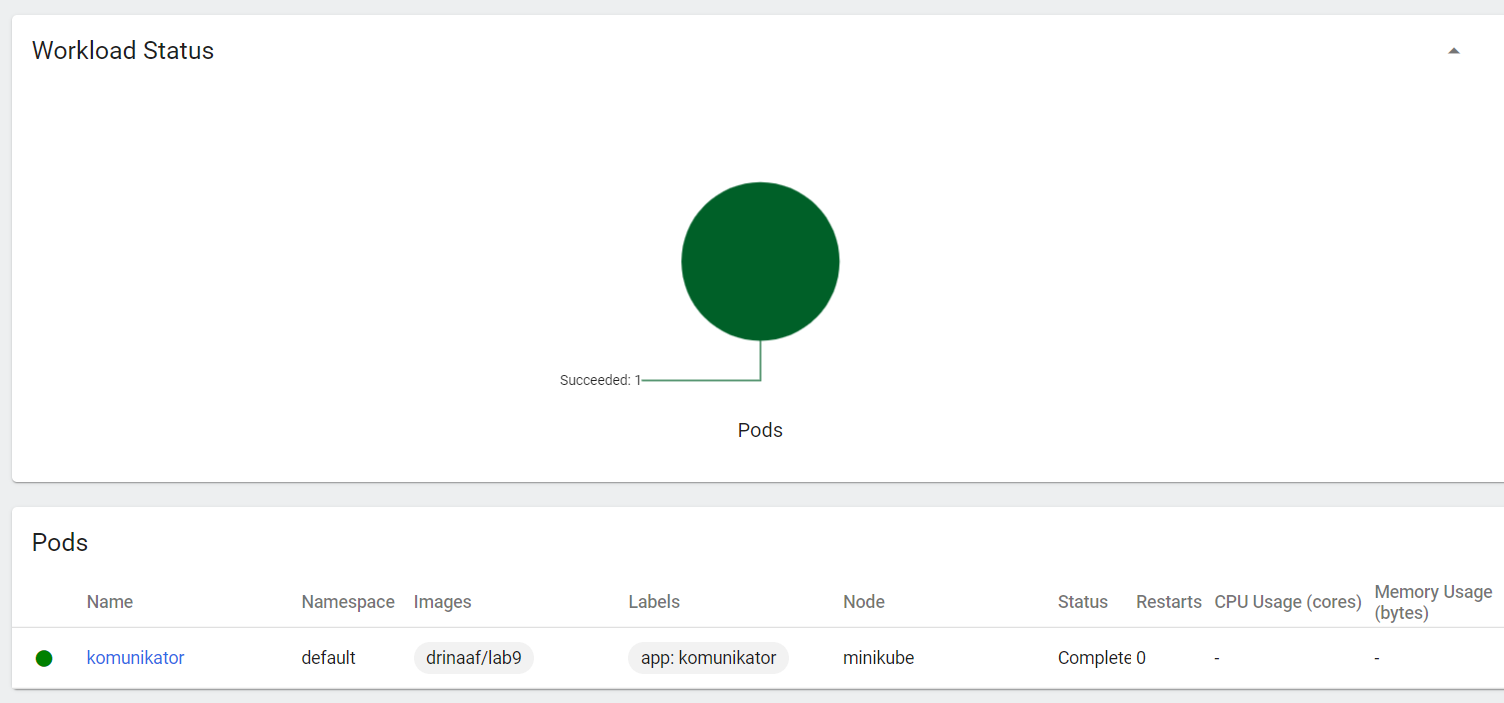 Workload Status
Succeeded: 1
Pods
Pods
Name Namespace Images Labels Node Status Restarts CPU Usage (cores) Memory Usage (bytes)
komunikator default drinaaf/lab9 app: komunikator minikube Complete 0 - -